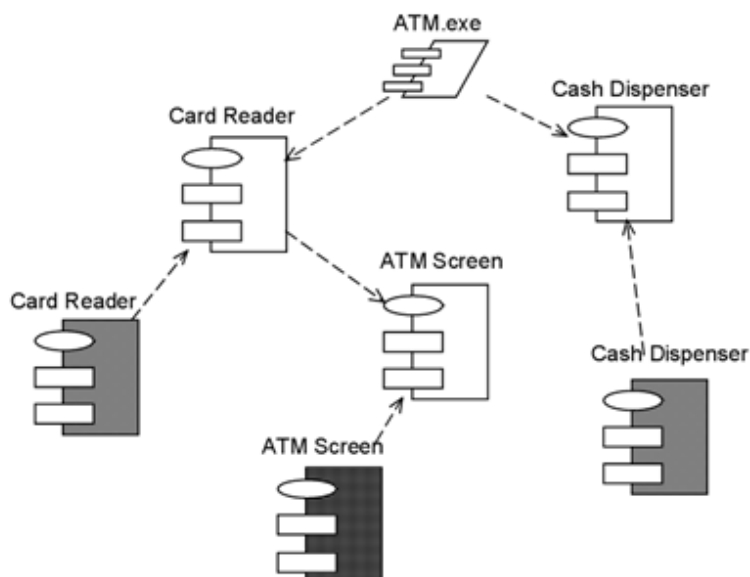 ATM.exe
Cash Dispenser
Card Reader
ATM Screen
Card Reader
Cash Dispenser
ATM Screen